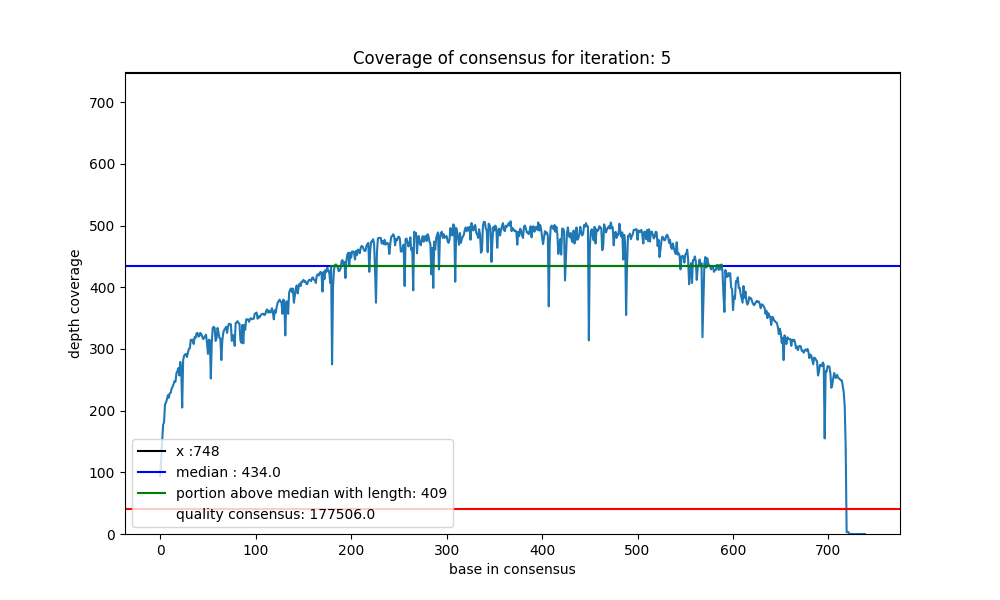 Coverage of consensus for iteration: 5
700
600
500
400
300
200
100
0
depth coverage
x :748
median : 434.0
portion above median with length: 409
quality consensus: 177506.0
0 100 200 300 400 500 600 700
base in consensus